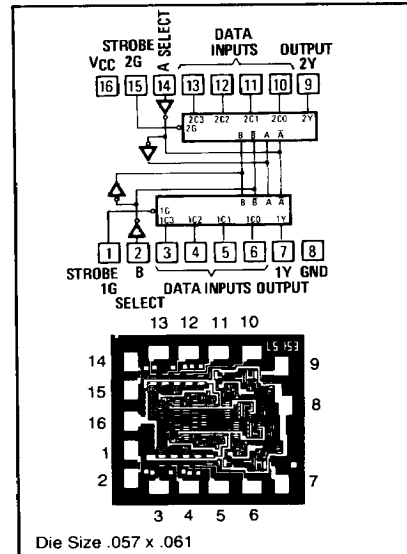 STROBE A SELECT DATA OUTPUT
VCC 2G INPUTS 2Y
16 15 14 13 12 11 10 9
2C3 2C2 2C1 2C0 2Y
2G
B B̅ A A̅
B B̅ A A̅
1G
1C3 1C2 1C1 1C0 1Y
1 2 3 4 5 6 7 8
STROBE B DATA INPUTS OUTPUT 1Y GND
1G SELECT
13 12 11 10
14 9
15 8
16
1
2 7
3 4 5 6
Die Size .057 x .061